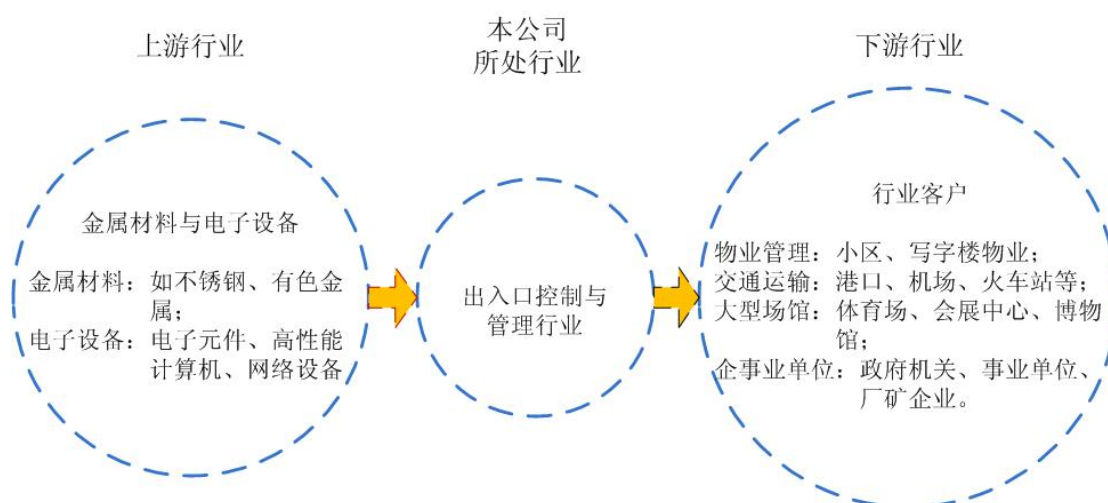 上游行业
本公司
所处行业
下游行业
金属材料与电子设备
金属材料：如不锈钢、有色金
属；
电子设备：电子元件、高性能
计算机、网络设备
出入口控制与
管理行业
行业客户
物业管理：小区、写字楼物业；
交通运输：港口、机场、火车站等；
大型场馆：体育场、会展中心、博物
馆；
企事业单位：政府机关、事业单位、
厂矿企业。